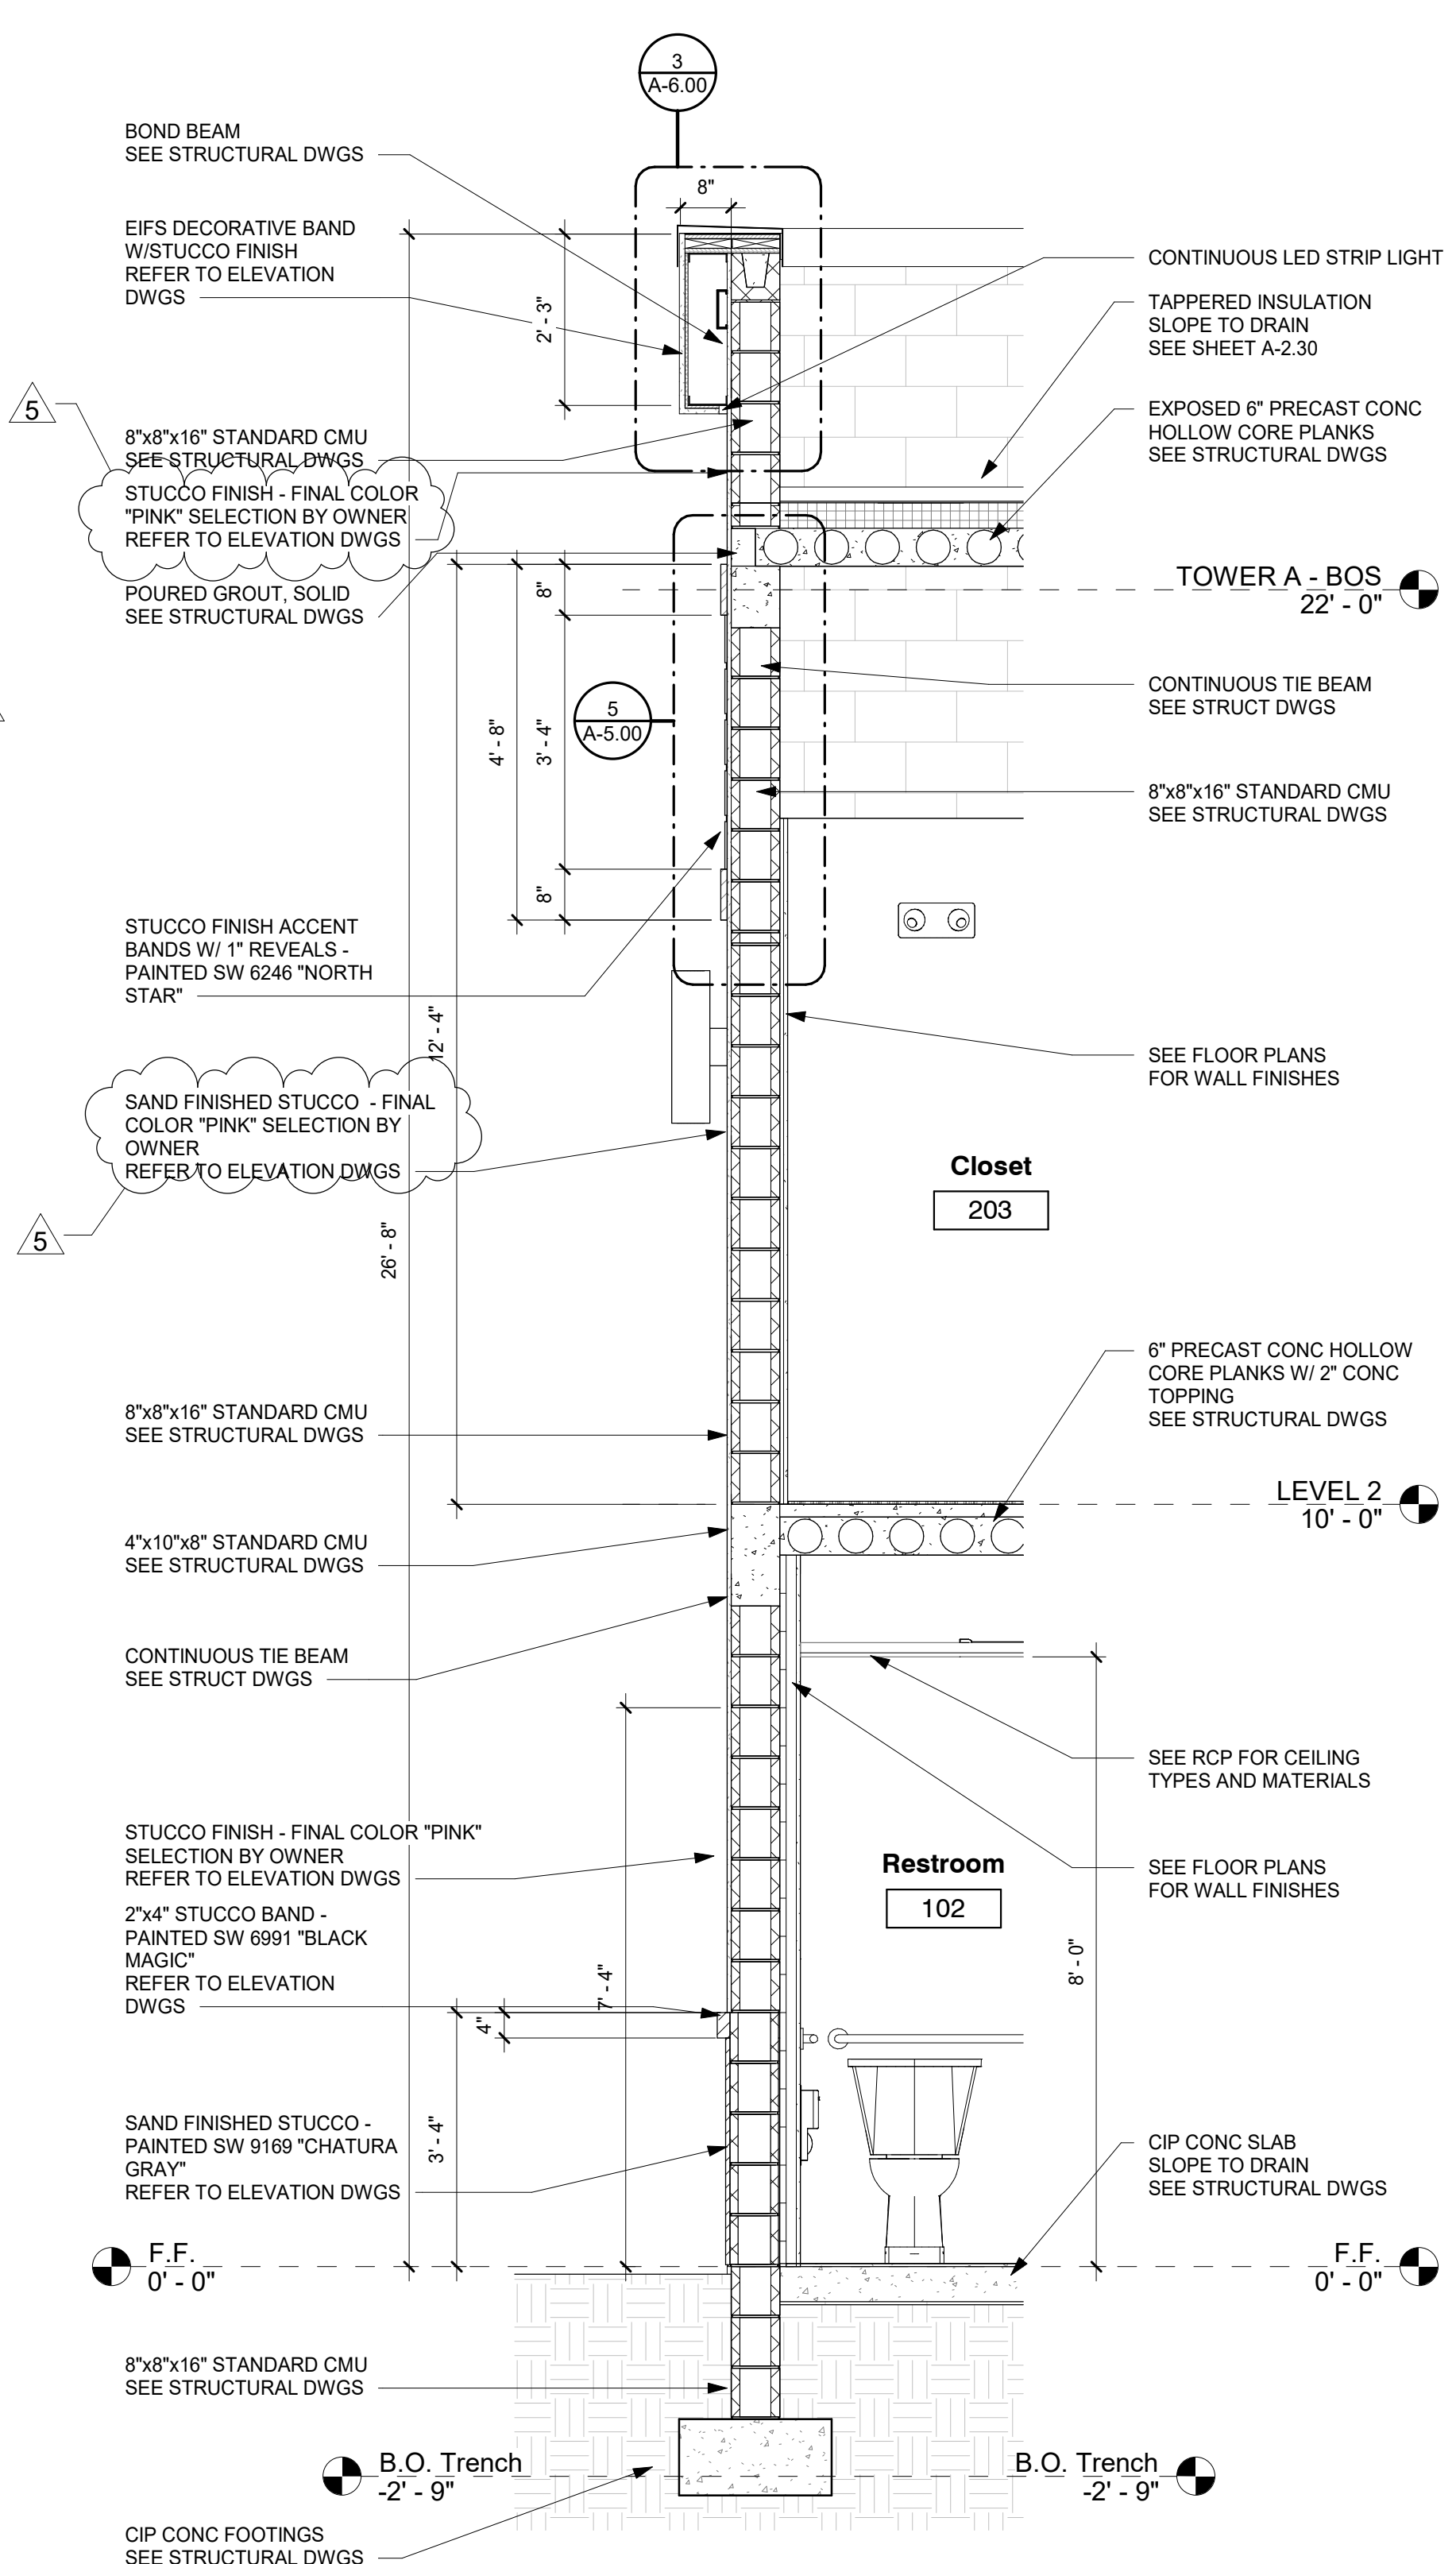 3
A-6.00
BOND BEAM
SEE STRUCTURAL DWGS
8"
EIFS DECORATIVE BAND
W/STUCCO FINISH
REFER TO ELEVATION
DWGS
2' - 3"
CONTINUOUS LED STRIP LIGHT
TAPPERED INSULATION
SLOPE TO DRAIN
SEE SHEET A-2.30
5
8"x8"x16" STANDARD CMU
SEE STRUCTURAL DWGS
EXPOSED 6" PRECAST CONC
HOLLOW CORE PLANKS
SEE STRUCTURAL DWGS
STUCCO FINISH - FINAL COLOR
"PINK" SELECTION BY OWNER
REFER TO ELEVATION DWGS
POURED GROUT, SOLID
SEE STRUCTURAL DWGS
8"
TOWER A - BOS
22' - 0"
CONTINUOUS TIE BEAM
SEE STRUCT DWGS
5
A-5.00
4' - 8"
3' - 4"
8"x8"x16" STANDARD CMU
SEE STRUCTURAL DWGS
8"
STUCCO FINISH ACCENT
BANDS W/ 1" REVEALS -
PAINTED SW 6246 "NORTH
STAR"
12' - 4"
SEE FLOOR PLANS
FOR WALL FINISHES
SAND FINISHED STUCCO  - FINAL
COLOR "PINK" SELECTION BY
OWNER
REFER TO ELEVATION DWGS
5
Closet
203
26' - 8"
6" PRECAST CONC HOLLOW
CORE PLANKS W/ 2" CONC
TOPPING
SEE STRUCTURAL DWGS
8"x8"x16" STANDARD CMU
SEE STRUCTURAL DWGS
LEVEL 2
10' - 0"
4"x10"x8" STANDARD CMU
SEE STRUCTURAL DWGS
CONTINUOUS TIE BEAM
SEE STRUCT DWGS
SEE RCP FOR CEILING
TYPES AND MATERIALS
STUCCO FINISH - FINAL COLOR "PINK"
SELECTION BY OWNER
REFER TO ELEVATION DWGS
Restroom
102
SEE FLOOR PLANS
FOR WALL FINISHES
2"x4" STUCCO BAND -
PAINTED SW 6991 "BLACK
MAGIC"
REFER TO ELEVATION
DWGS
7' - 4"
8' - 0"
4"
3' - 4"
SAND FINISHED STUCCO -
PAINTED SW 9169 "CHATURA
GRAY"
REFER TO ELEVATION DWGS
CIP CONC SLAB
SLOPE TO DRAIN
SEE STRUCTURAL DWGS
F.F.
0' - 0"
F.F.
0' - 0"
8"x8"x16" STANDARD CMU
SEE STRUCTURAL DWGS
B.O. Trench
-2' - 9"
B.O. Trench
-2' - 9"
CIP CONC FOOTINGS
SEE STRUCTURAL DWGS